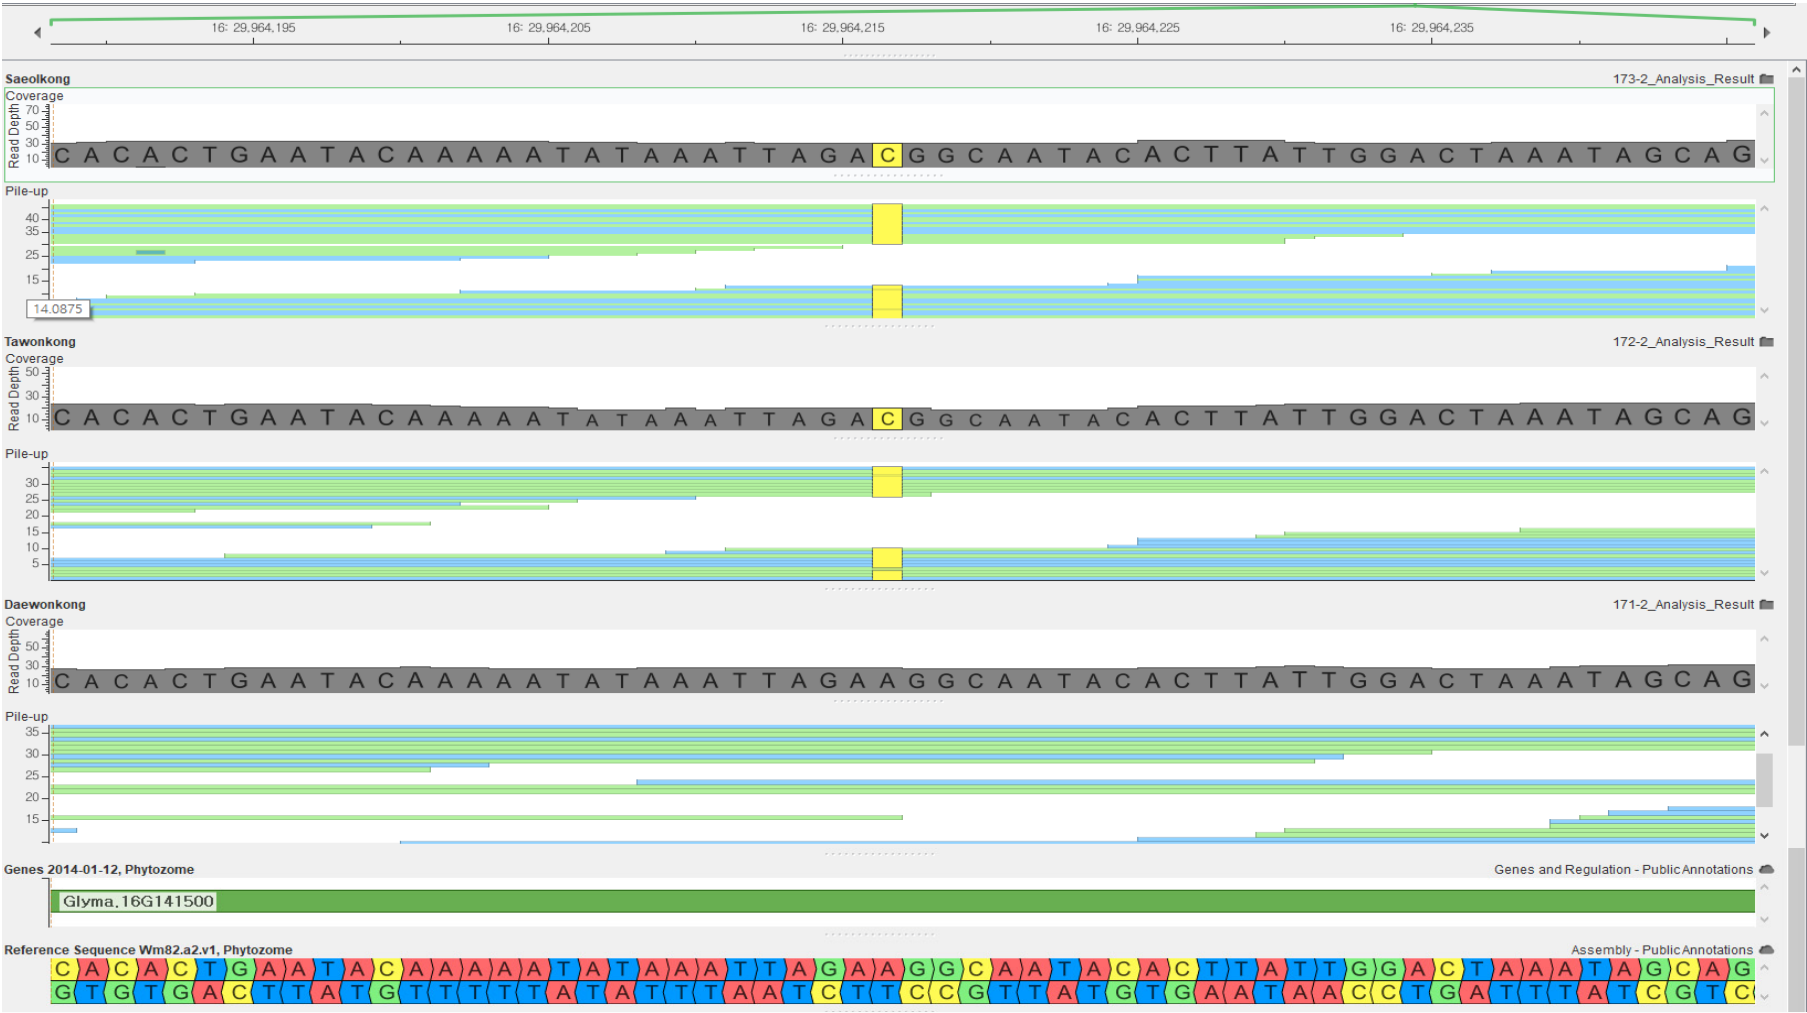 16: 29,964,195 16: 29,964,205 16: 29,964,215 16: 29,964,225 16: 29,964,235
Saeolkong 173-2_Analysis_Result
Coverage
Read Depth
70
50
30
10
C A C A C T G A A T A C A A A A A T A T A A A T T A G A C G G C A A T A C A C T T A T T G G A C T A A A T A G C A G
Pile-up
40
35
25
15
14.0875
Tawonkong 172-2_Analysis_Result
Coverage
Read Depth
50
30
10
C A C A C T G A A T A C A A A A A T A T A A A T T A G A C G G C A A T A C A C T T A T T G G A C T A A A T A G C A G
Pile-up
30
25
20
15
10
5
Daewonkong 171-2_Analysis_Result
Coverage
Read Depth
50
30
10
C A C A C T G A A T A C A A A A A T A T A A A T T A G A A G G C A A T A C A C T T A T T G G A C T A A A T A G C A G
Pile-up
35
30
25
20
15
Genes 2014-01-12, Phytozome Genes and Regulation - Public Annotations
Glyma.16G141500
Reference Sequence Wm82.a2.v1, Phytozome Assembly - Public Annotations
C A C A C T G A A T A C A A A A A T A T A A A T T A G A A G G C A A T A C A C T T A T T G G A C T A A A T A G C A G
G T G T G A C T T A T G T T T T T A T A T T T A A T C T T C C G T T A T G T G A A T A A C C T G A T T T A T C G T C